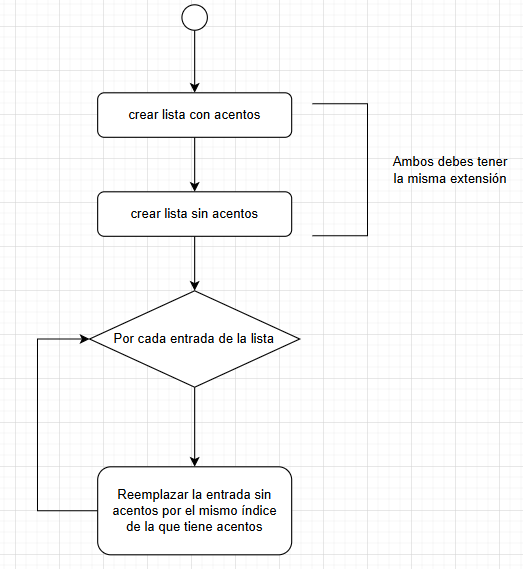 crear lista con acentos
Ambos debes tener
la misma extensión
crear lista sin acentos
Por cada entrada de la lista
Reemplazar la entrada sin
acentos por el mismo índice
de la que tiene acentos